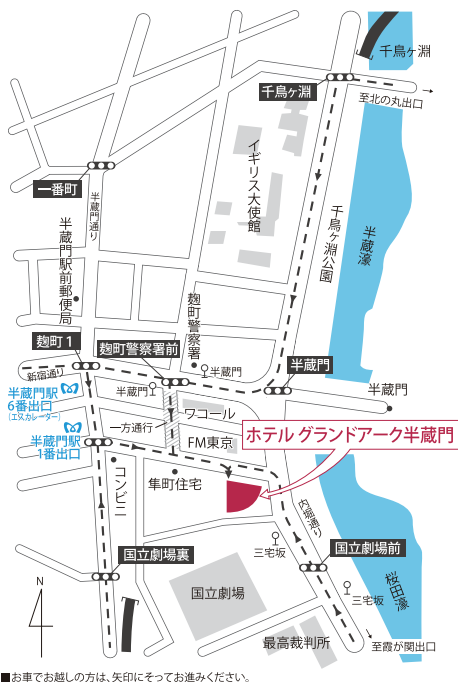 千鳥ヶ淵
千鳥ヶ淵
至北の丸出口
イギリス大使館
一番町
半蔵門通り
千鳥ヶ淵公園
半蔵濠
半蔵門駅前郵便局
麹町警察署
麹町1
麹町警察署前
半蔵門
半蔵門
新宿通り
半蔵門
半蔵門
半蔵門駅
6番出口
(エスカレーター)
ワコール
一方通行
FM東京
ホテル グランドアーク半蔵門
半蔵門駅
1番出口
コンビニ
隼町住宅
内堀通り
国立劇場裏
三宅坂
国立劇場前
国立劇場
三宅坂
桜田濠
N
最高裁判所
至霞が関出口
■お車でお越しの方は、矢印にそってお進みください。